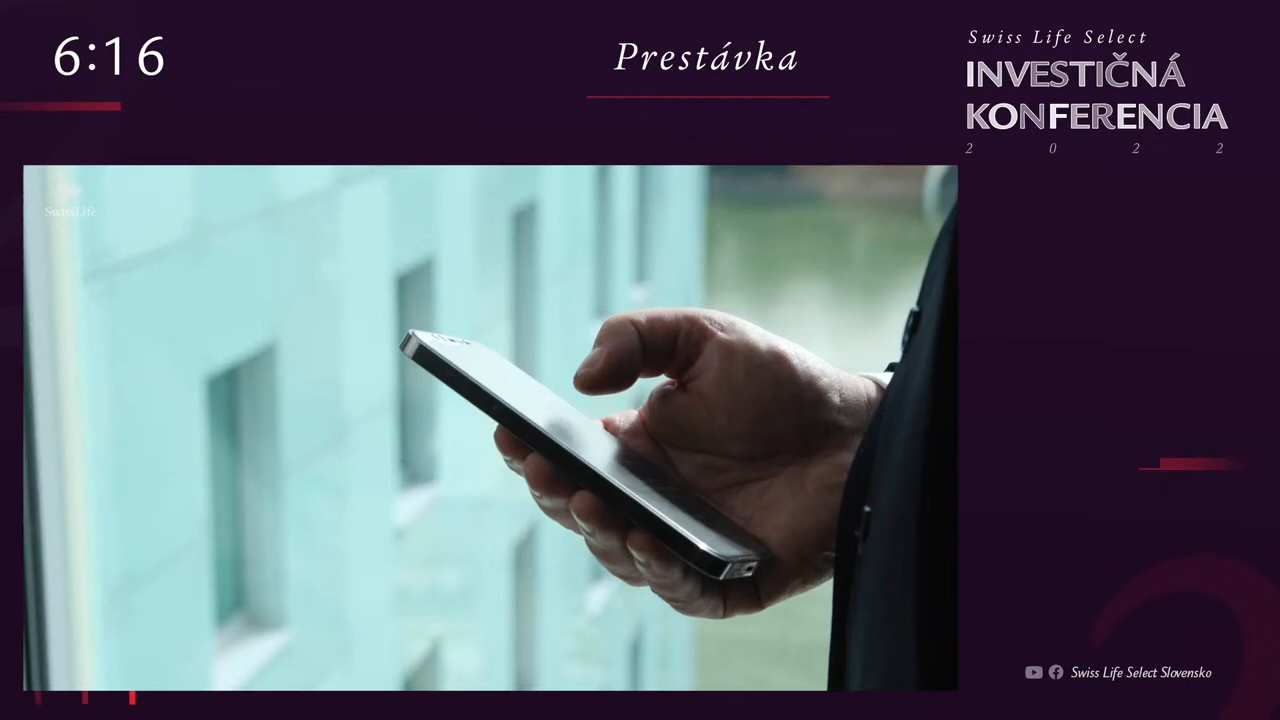 6:16
Prestávka
Swiss Life Select
INVESTIČNÁ
KONFERENCIA
2 0 2 2
SwissLife
Swiss Life Select Slovensko